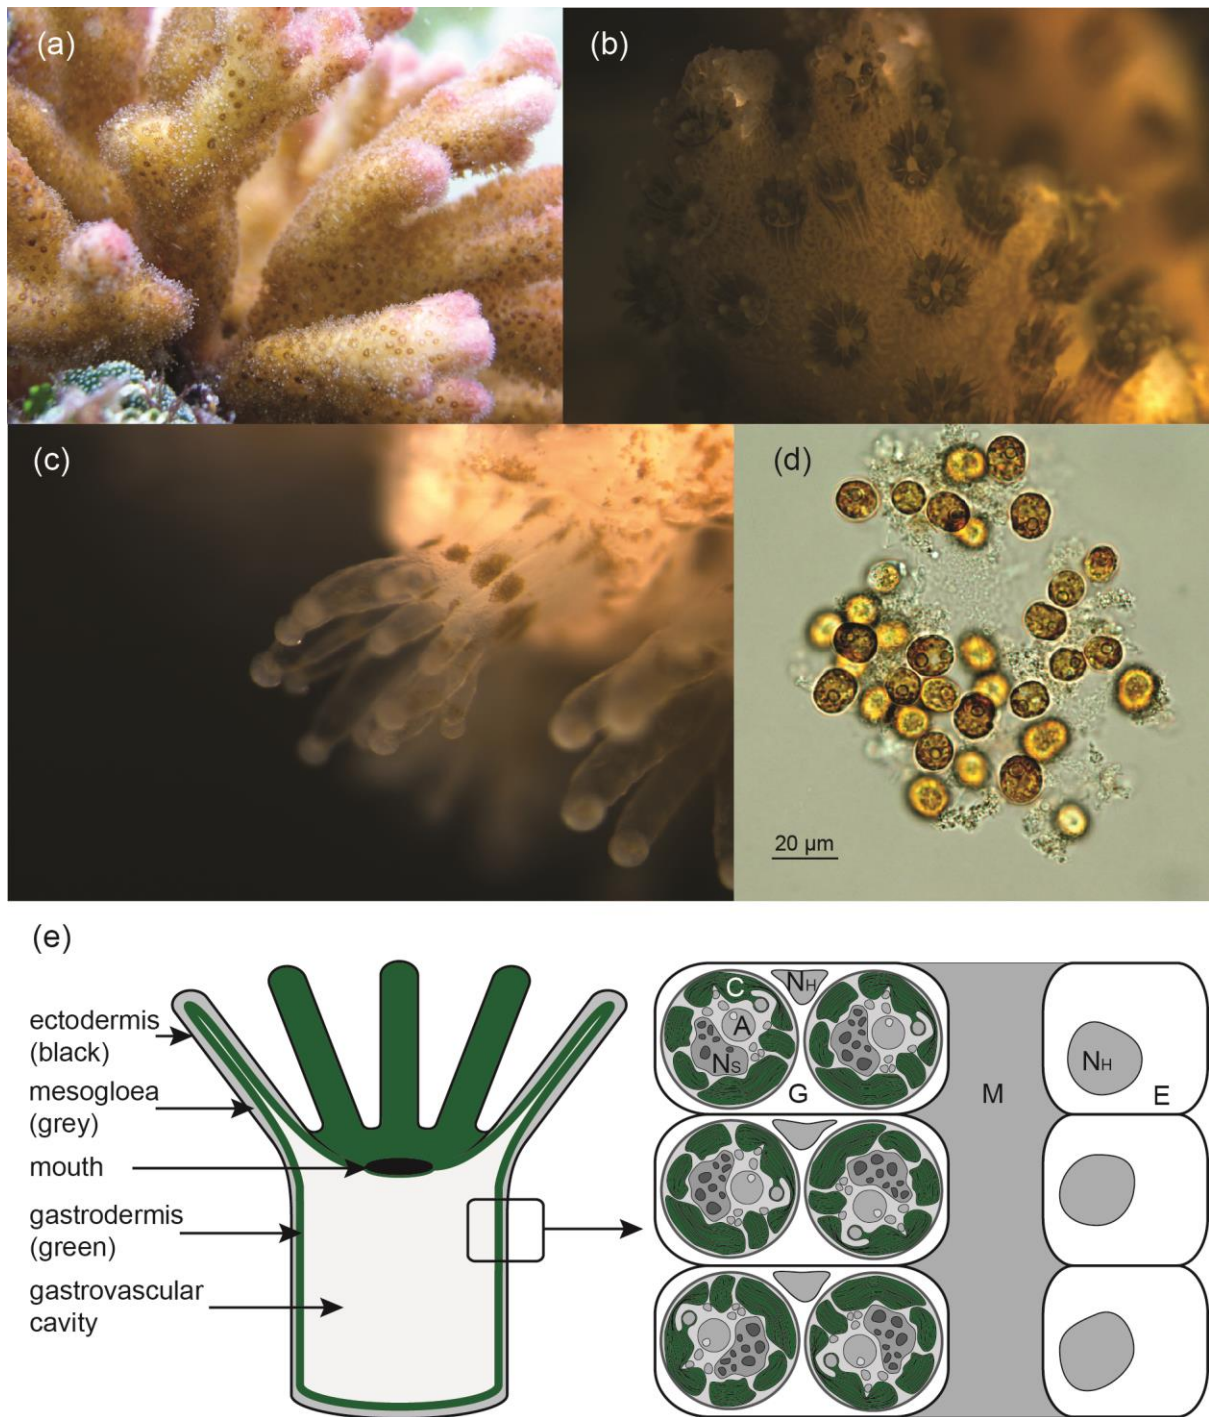 (a)
(b)
(c)
(d)
20 µm
(e)
ectodermis
(black)
mesogloea
(grey)
mouth
gastrodermis
(green)
gastrovascular
cavity
C
NH
A
NS
G
M
NH
E